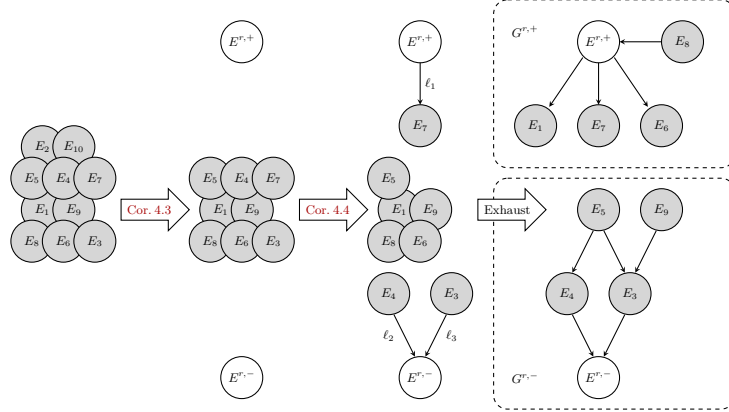 E^{r,+} E^{r,+} G^{r,+} E^{r,+} E_8
ℓ_1
E_7 E_1 E_7 E_6
E_2 E_10
E_5 E_4 E_7 E_5 E_4 E_7 E_5
E_1 E_9 Cor. 4.3 E_1 E_9 Cor. 4.4 E_1 E_9 Exhaust E_5 E_9
E_8 E_6 E_3 E_8 E_6 E_3 E_8 E_6
E_4 E_3 E_4 E_3
ℓ_2 ℓ_3
E^{r,-} E^{r,-} G^{r,-} E^{r,-}